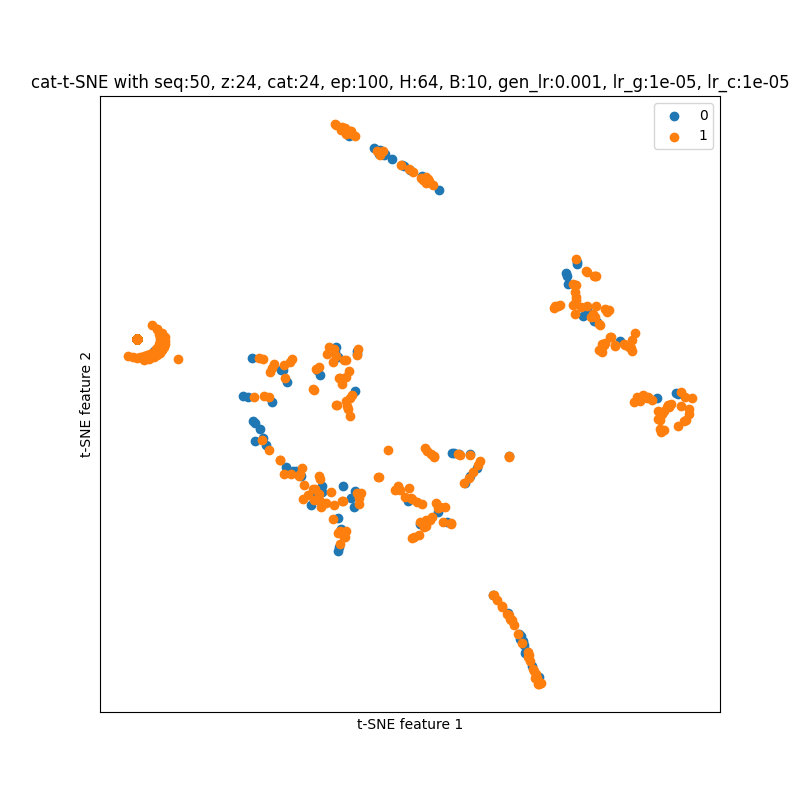 cat-t-SNE with seq:50, z:24, cat:24, ep:100, H:64, B:10, gen_lr:0.001, lr_g:1e-05, lr_c:1e-05
0
1
t-SNE feature 2
t-SNE feature 1